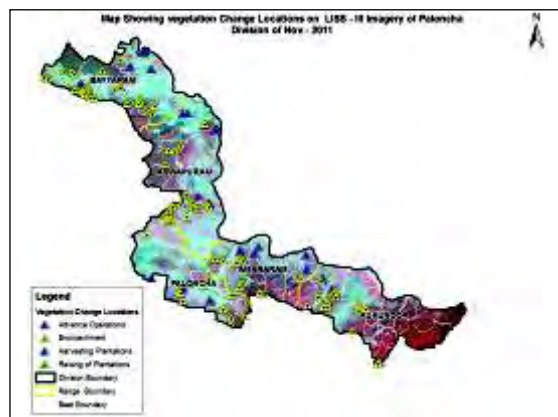 Map Showing vegetation Change Locations on LISS - III Imagery of Paloncha
Division of Nov - 2011
N
ASWAPURAM
PALONCHA
Legend
Vegetation Change Locations
Advance Operations
Encroachment
Harvesting Plantations
Raising of Plantations
Division Boundary
Range Boundary
Beat Boundary